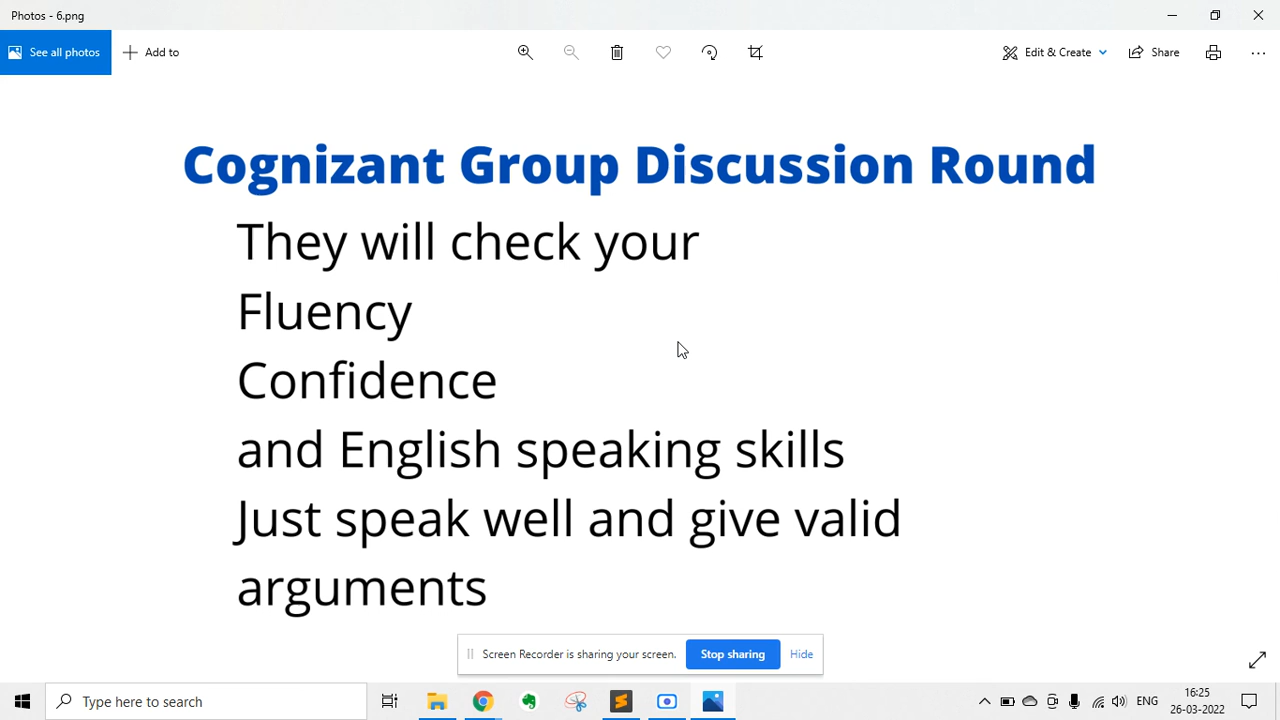 Photos - 6.png
See all photos
Add to
Edit & Create
Share
Cognizant Group Discussion Round
They will check your
Fluency
Confidence
and English speaking skills
Just speak well and give valid
arguments
Screen Recorder is sharing your screen.
Stop sharing
Hide
Type here to search
ENG
16:25
26-03-2022